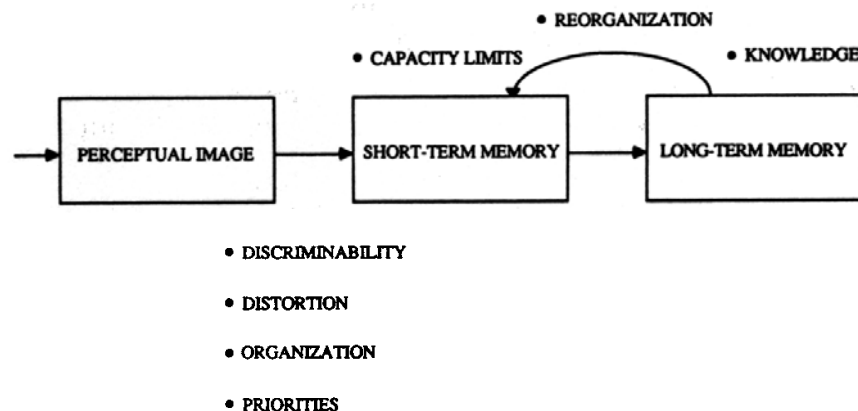 • REORGANIZATION
• CAPACITY LIMITS
• KNOWLEDGE
PERCEPTUAL IMAGE
SHORT-TERM MEMORY
LONG-TERM MEMORY
• DISCRIMINABILITY
• DISTORTION
• ORGANIZATION
• PRIORITIES